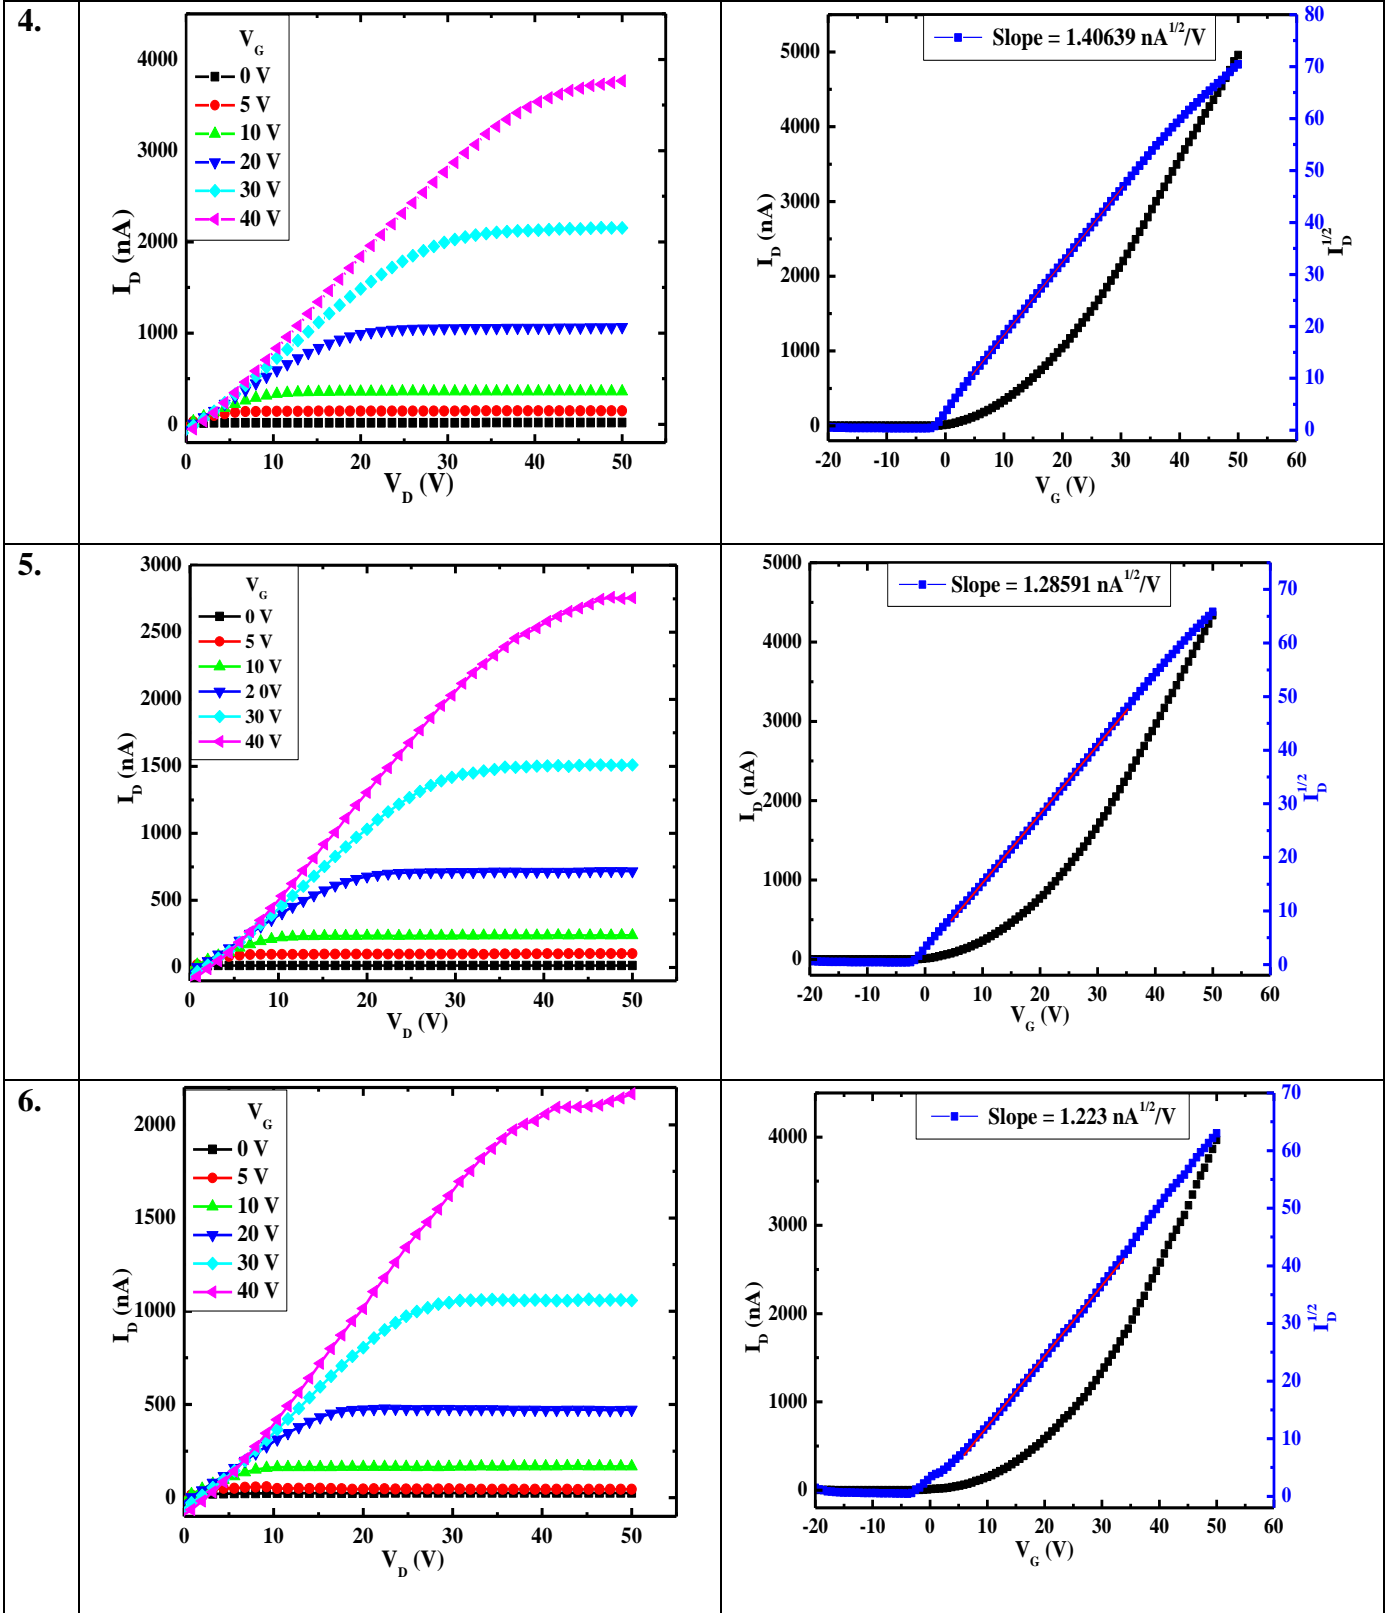 4.
V_G
0 V
5 V
10 V
20 V
30 V
40 V
I_D (nA)
4000
3000
2000
1000
0
0 10 20 30 40 50
V_D (V)
Slope = 1.40639 nA^1/2/V
I_D (nA)
5000
4000
3000
2000
1000
0
-20 -10 0 10 20 30 40 50 60
V_G (V)
80
70
60
50
40
30
20
10
0
I_D^1/2
5.
V_G
0 V
5 V
10 V
2 0V
30 V
40 V
I_D (nA)
3000
2500
2000
1500
1000
500
0
0 10 20 30 40 50
V_D (V)
Slope = 1.28591 nA^1/2/V
I_D (nA)
5000
4000
3000
2000
1000
0
-20 -10 0 10 20 30 40 50 60
V_G (V)
70
60
50
40
30
20
10
0
I_D^1/2
6.
V_G
0 V
5 V
10 V
20 V
30 V
40 V
I_D (nA)
2000
1500
1000
500
0
0 10 20 30 40 50
V_D (V)
Slope = 1.223 nA^1/2/V
I_D (nA)
4000
3000
2000
1000
0
-20 -10 0 10 20 30 40 50 60
V_G (V)
70
60
50
40
30
20
10
0
I_D^1/2